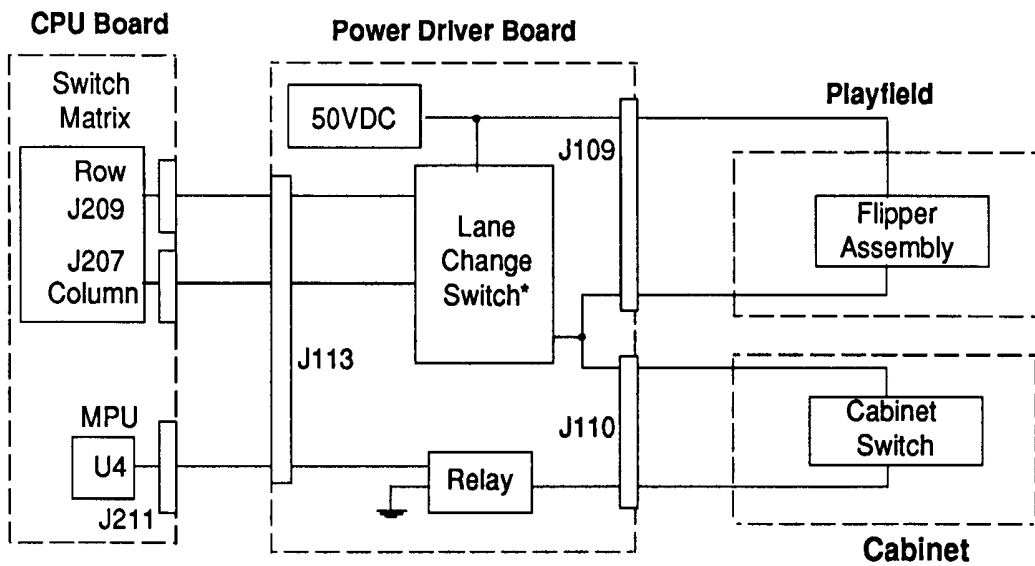 CPU Board
Power Driver Board
Switch
Matrix
50VDC
Playfield
J109
Row
J209
J207
Column
Lane
Change
Switch*
Flipper
Assembly
J113
MPU
U4
J211
J110
Relay
Cabinet
Switch
Cabinet